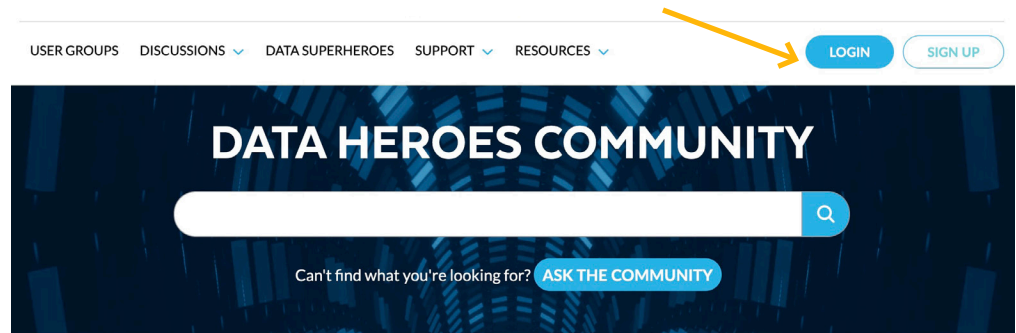 USER GROUPS DISCUSSIONS DATA SUPERHEROES SUPPORT RESOURCES LOGIN SIGN UP
DATA HEROES COMMUNITY
Can't find what you're looking for? ASK THE COMMUNITY